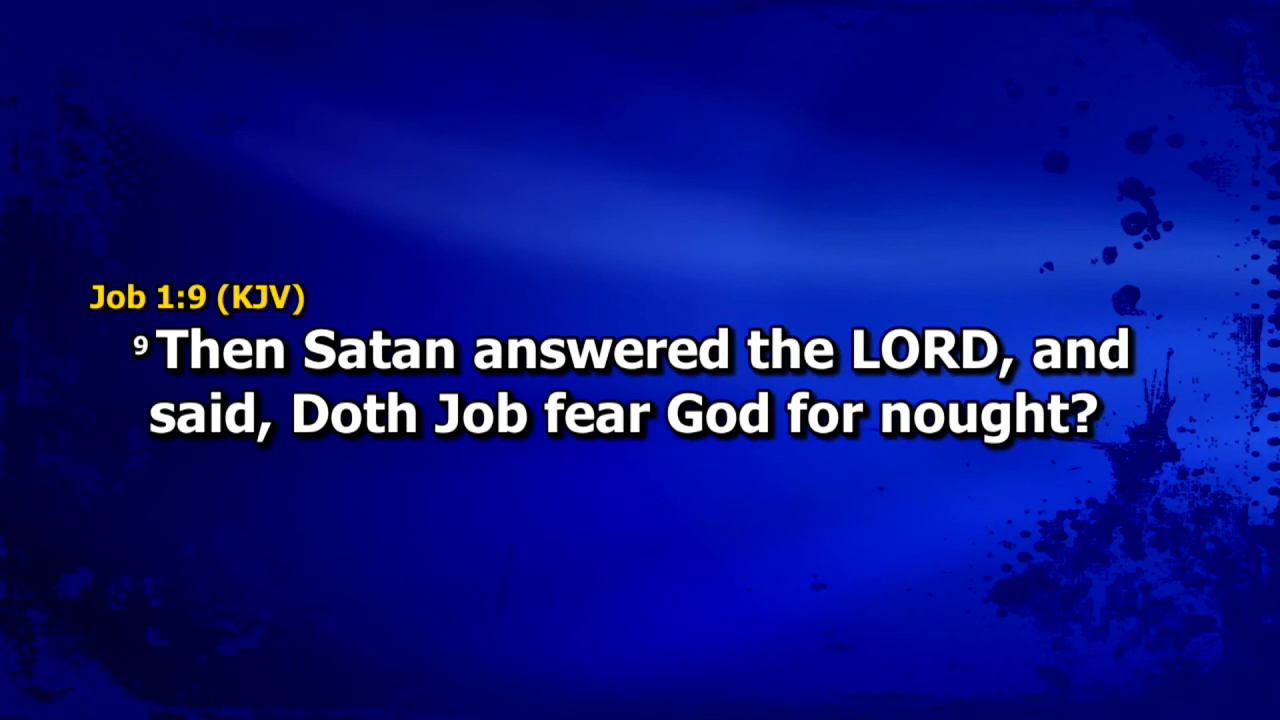 Job 1:9 (KJV)
9 Then Satan answered the LORD, and
said, Doth Job fear God for nought?